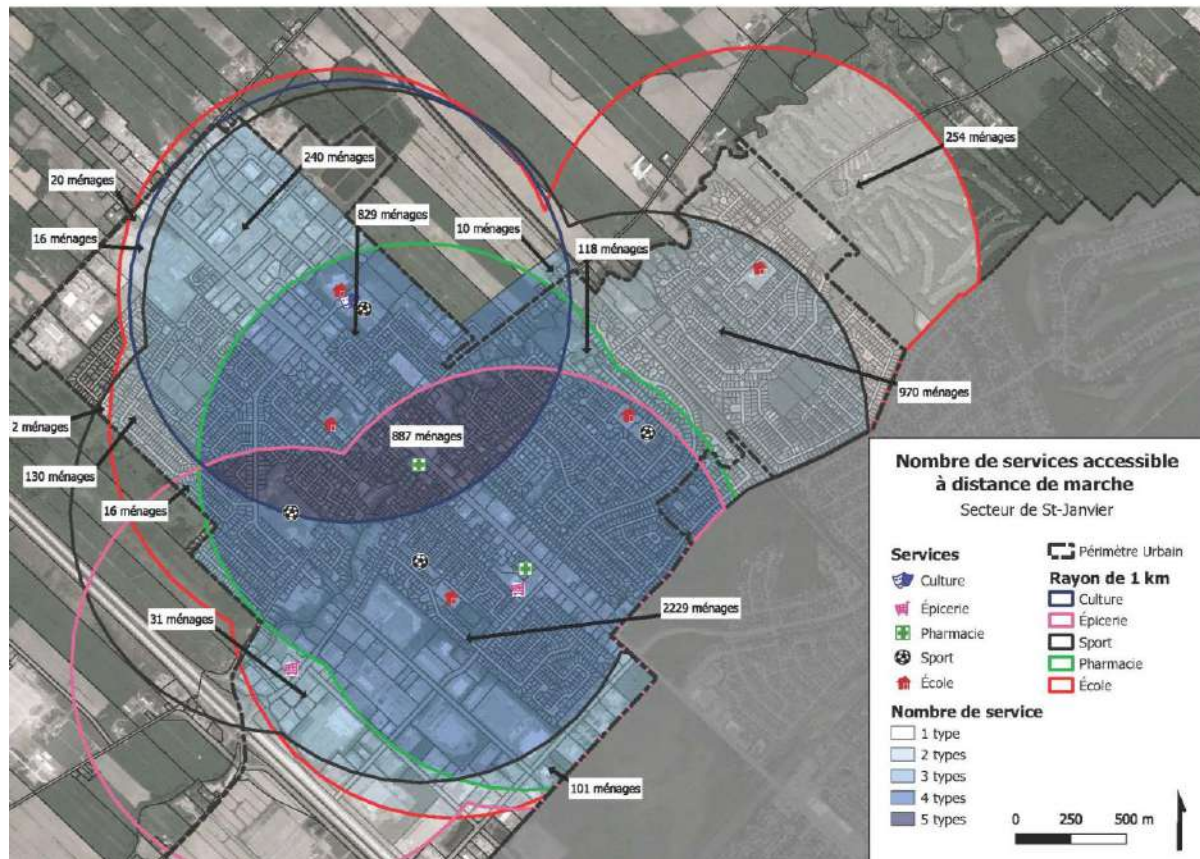 254 ménages
240 ménages
20 ménages
829 ménages
16 ménages
10 ménages
118 ménages
970 ménages
2 ménages
887 ménages
130 ménages
16 ménages
2229 ménages
31 ménages
101 ménages
Nombre de services accessible
à distance de marche
Secteur de St-Janvier
Services
Culture
Épicerie
Pharmacie
Sport
École
Périmètre Urbain
Rayon de 1 km
Culture
Épicerie
Sport
Pharmacie
École
Nombre de service
1 type
2 types
3 types
4 types
5 types
0 250 500 m